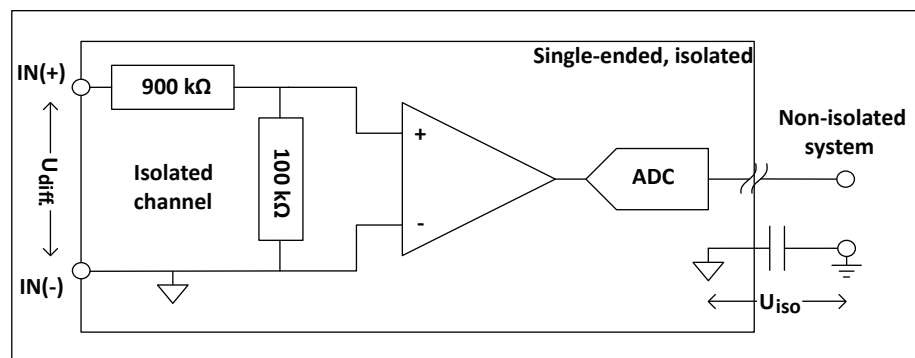 Single-ended, isolated
IN(+)
900 kΩ
Non-isolated
system
+
Udiff.
Isolated
channel
100 kΩ
ADC
-
IN(-)
Uiso